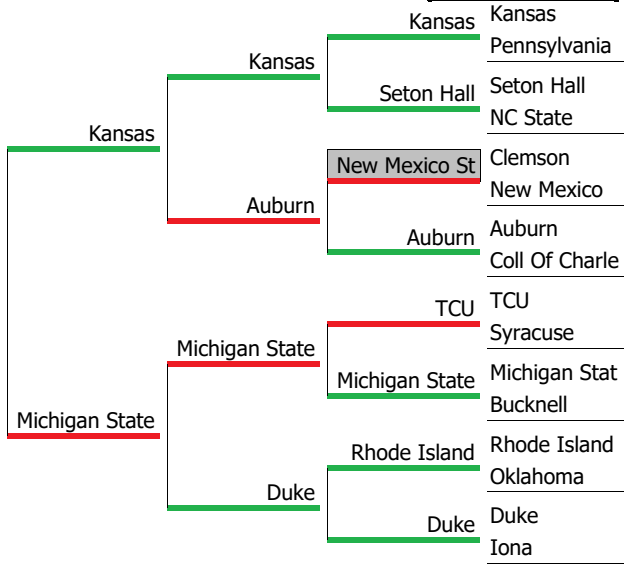 Kansas
Michigan State
Kansas
Auburn
Michigan State
Duke
Kansas
Seton Hall
New Mexico St
Auburn
TCU
Michigan State
Rhode Island
Duke
Kansas
Pennsylvania
Seton Hall
NC State
Clemson
New Mexico
Auburn
Coll Of Charle
TCU
Syracuse
Michigan Stat
Bucknell
Rhode Island
Oklahoma
Duke
Iona